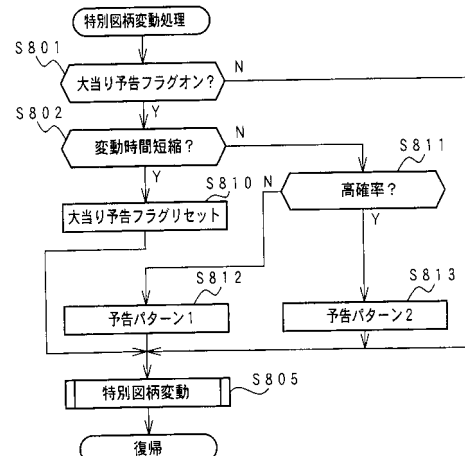 特別図柄変動処理
S801
大当り予告フラグオン？
N
Y
S802
変動時間短縮？
N
Y
S811
高確率？
N
Y
S810
大当り予告フラグリセット
S812
予告パターン1
S813
予告パターン2
特別図柄変動
S805
復帰